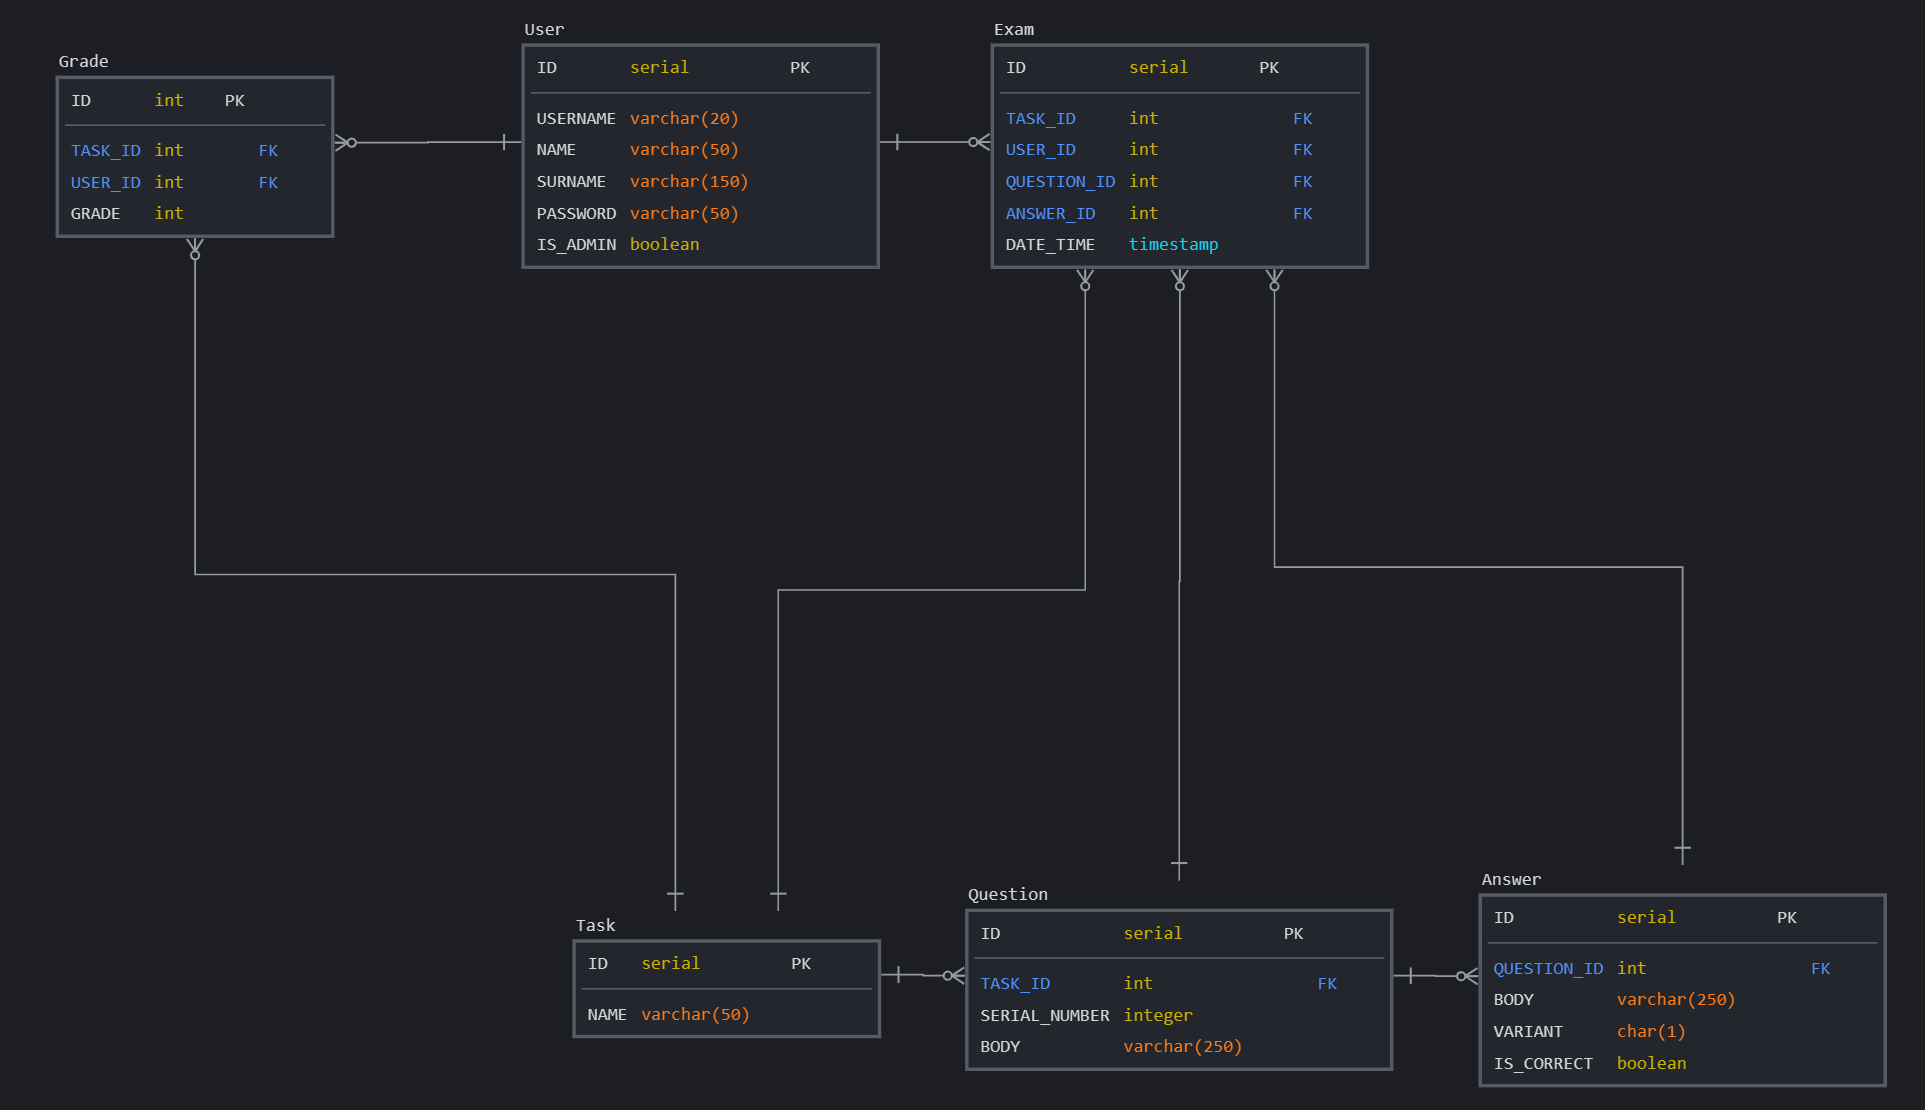 Grade
ID int PK
TASK_ID int FK
USER_ID int FK
GRADE int
User
ID serial PK
USERNAME varchar(20)
NAME varchar(50)
SURNAME varchar(150)
PASSWORD varchar(50)
IS_ADMIN boolean
Exam
ID serial PK
TASK_ID int FK
USER_ID int FK
QUESTION_ID int FK
ANSWER_ID int FK
DATE_TIME timestamp
Task
ID serial PK
NAME varchar(50)
Question
ID serial PK
TASK_ID int FK
SERIAL_NUMBER integer
BODY varchar(250)
Answer
ID serial PK
QUESTION_ID int FK
BODY varchar(250)
VARIANT char(1)
IS_CORRECT boolean